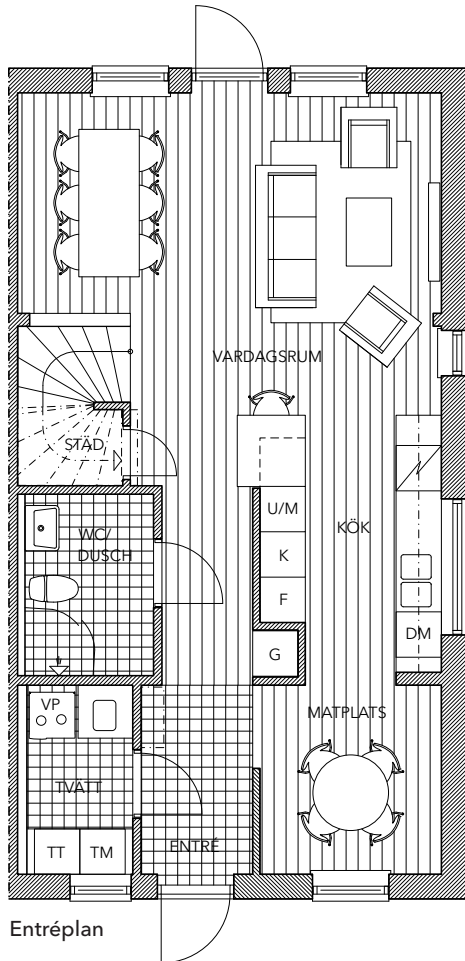 VARDAGSRUM
STÄD
U/M
WC/
DUSCH
KÖK
K
F
DM
G
VP
MATPLATS
TVÄTT
ENTRÉ
TT
TM
Entréplan